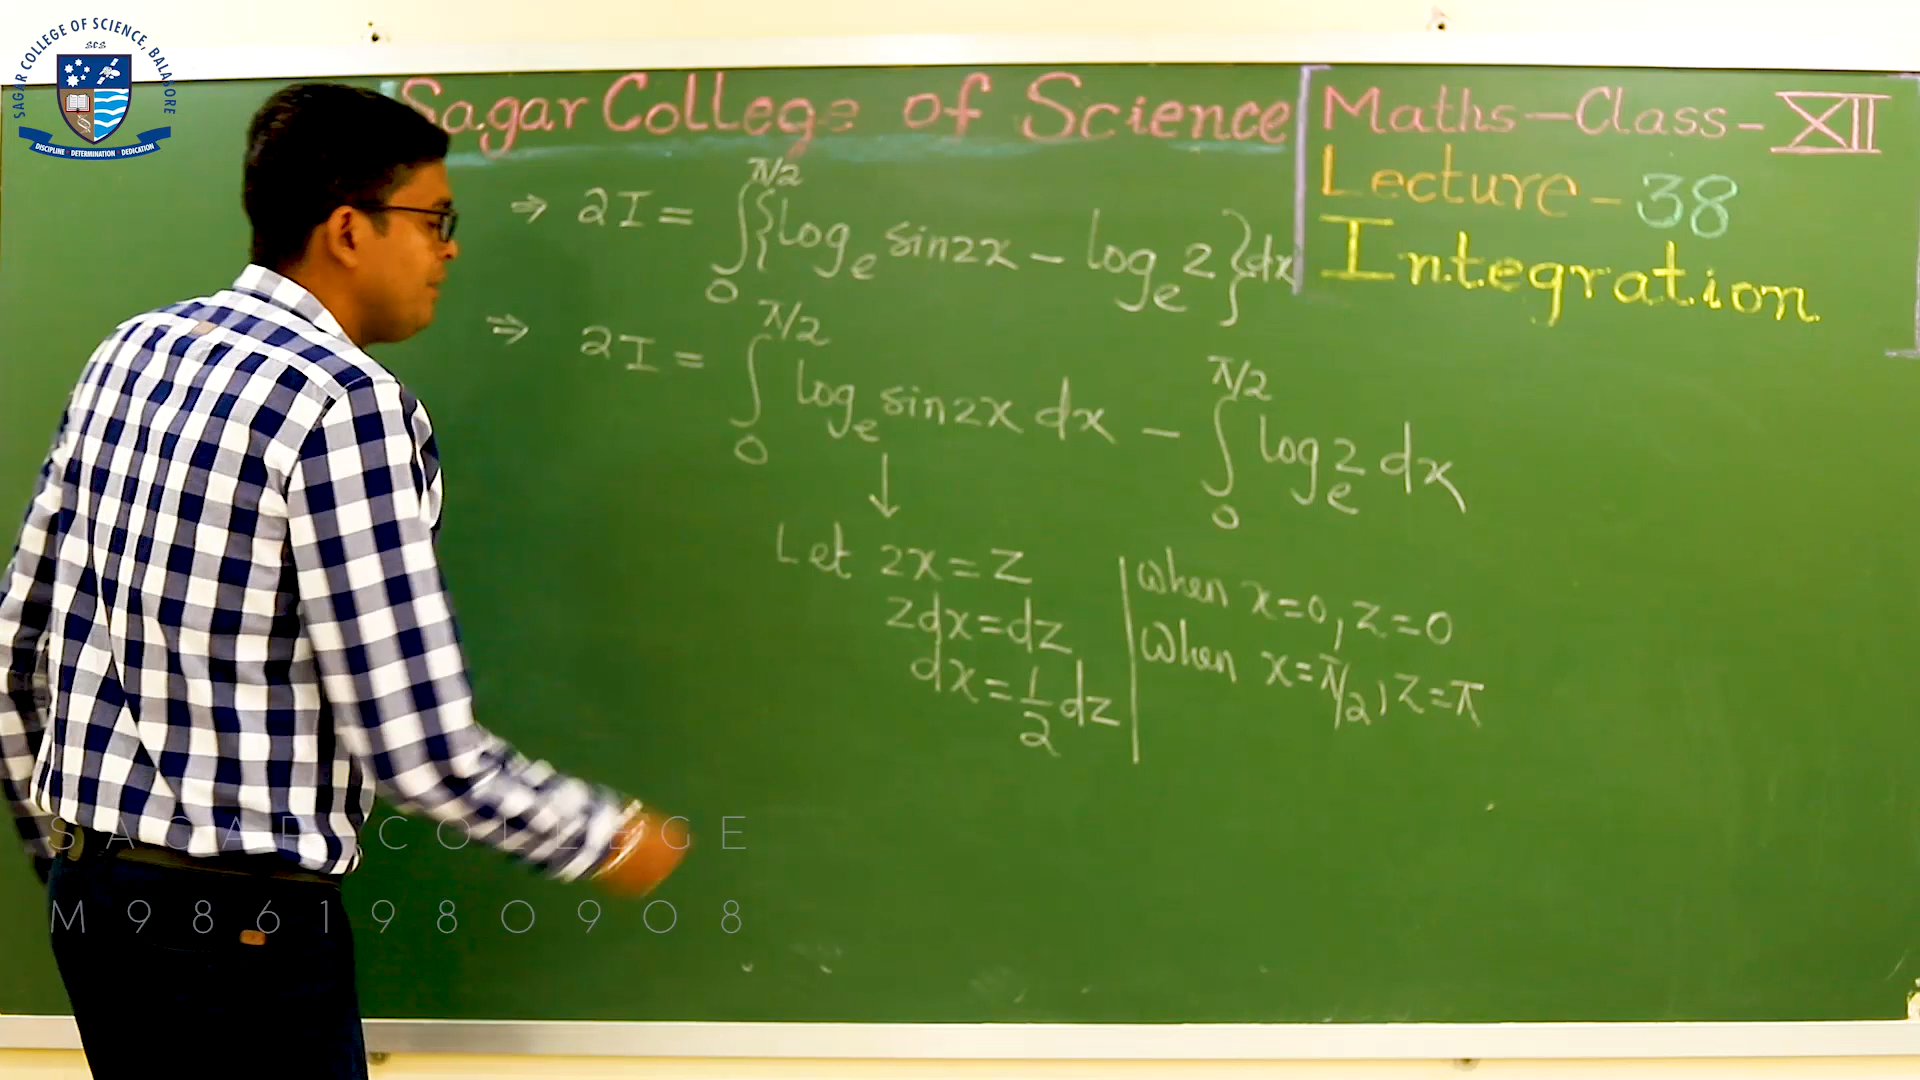 SAGAR COLLEGE OF SCIENCE, BALASORE
SCS
DISCIPLINE DETERMINATION DEDICATION
Sagar College of Science
Maths-Class-XII
Lecture-38
Integration
⇒ 2I = ∫₀^π/2 {logₑ sin2x - logₑ 2} dx
⇒ 2I = ∫₀^π/2 logₑ sin2x dx - ∫₀^π/2 logₑ 2 dx
↓
Let 2x = z
2dx = dz
dx = 1/2 dz
When x=0, z=0
When x=π/2, z=π
SAGAR COLLEGE
M 9861980908